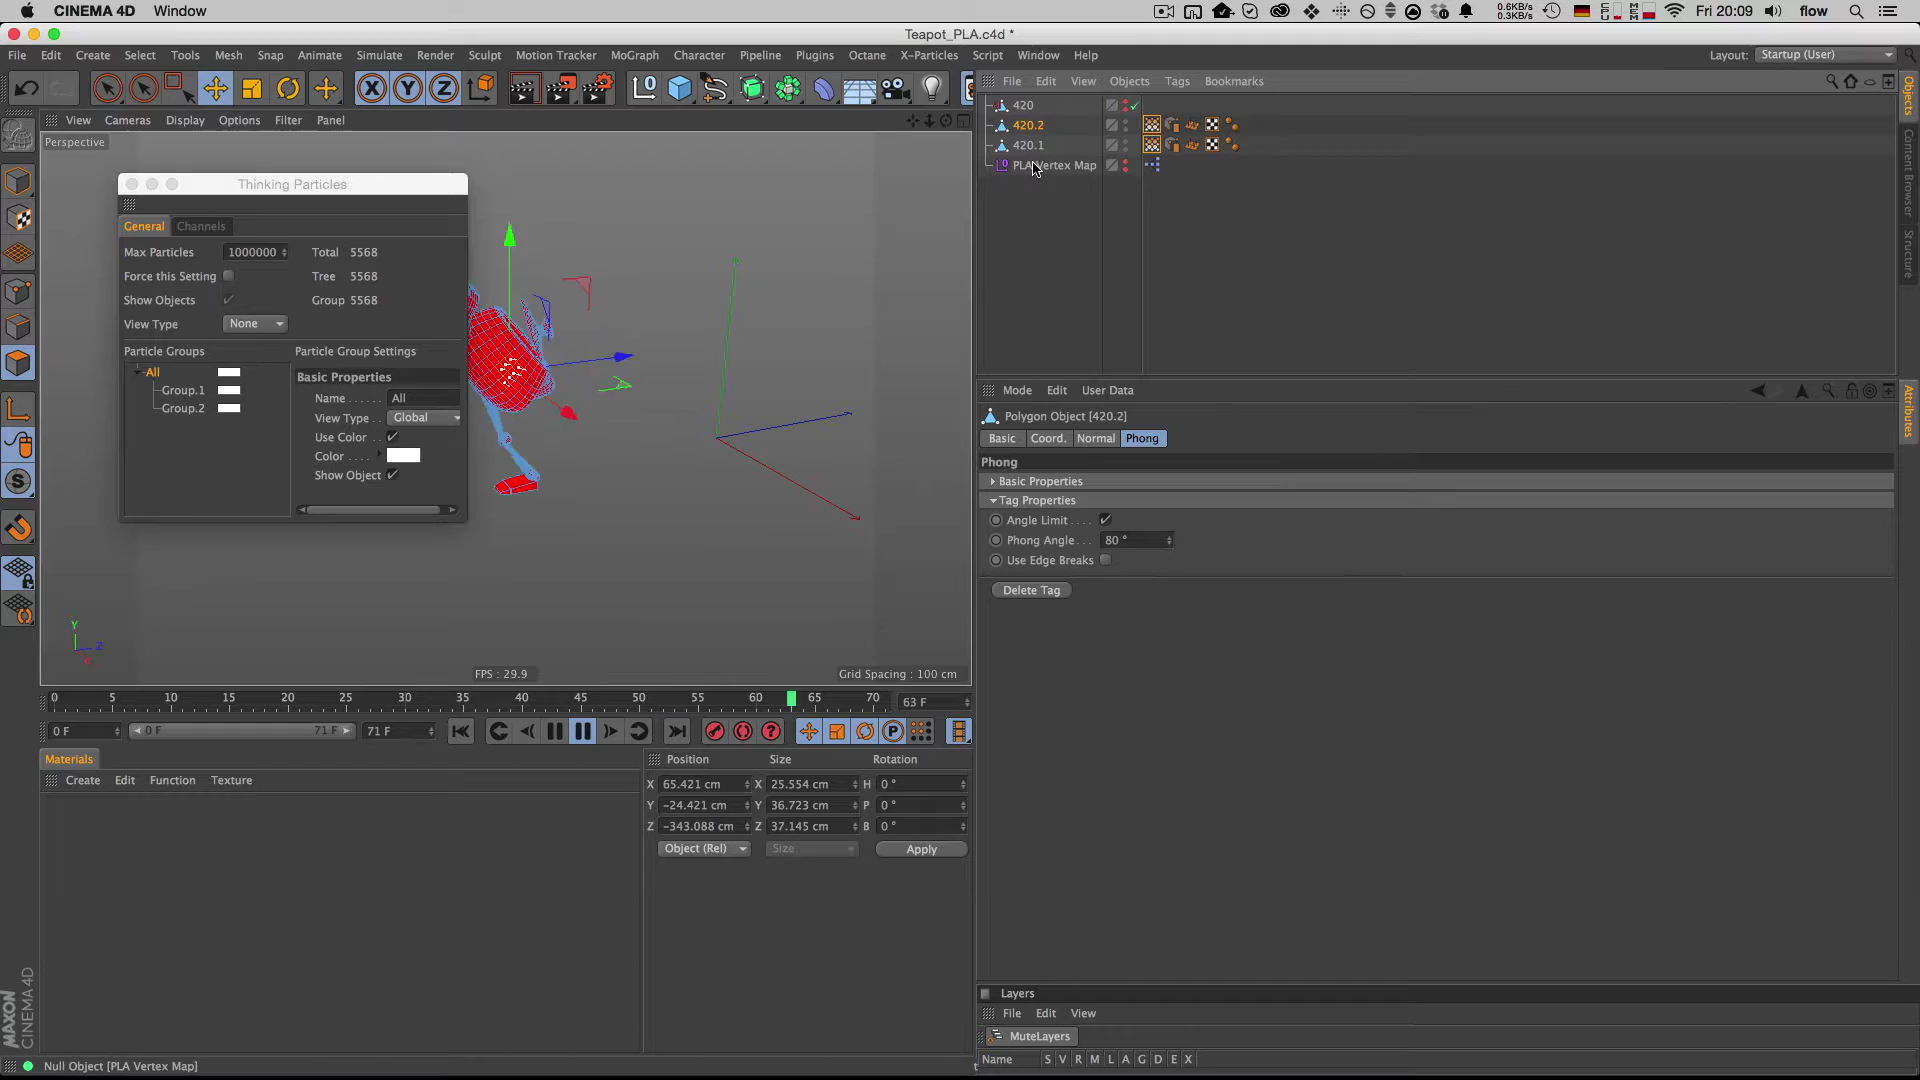 CINEMA 4D Window
0.6KB/s
0.3KB/s
Fri 20:09 flow
Teapot_PLA.c4d *
File Edit Create Select Tools Mesh Snap Animate Simulate Render Sculpt Motion Tracker MoGraph Character Pipeline Plugins Octane X-Particles Script Window Help
Layout: Startup (User)
View Cameras Display Options Filter Panel
Perspective
Thinking Particles
General Channels
Max Particles 1000000 Total 5568
Force this Setting Tree 5568
Show Objects Group 5568
View Type None
Particle Groups Particle Group Settings
All
Group.1
Group.2
Basic Properties
Name All
View Type Global
Use Color
Color
Show Object
Y
Z
FPS : 29.9
Grid Spacing : 100 cm
File Edit View Objects Tags Bookmarks
420
420.2
420.1
PLA Vertex Map
Objects
Content Browser
Structure
Mode Edit User Data
Attributes
Polygon Object [420.2]
Basic Coord. Normal Phong
Phong
Basic Properties
Tag Properties
Angle Limit
Phong Angle 80 °
Use Edge Breaks
Delete Tag
0 5 10 15 20 25 30 35 40 45 50 55 60 65 70
63 F
0 F 0 F 71 F 71 F
Materials
Create Edit Function Texture
Position Size Rotation
X 65.421 cm X 25.554 cm H 0 °
Y -24.421 cm Y 36.723 cm P 0 °
Z -343.088 cm Z 37.145 cm B 0 °
Object (Rel) Size Apply
Layers
File Edit View
MuteLayers
Name S V R M L A G D E X
MAXON
CINEMA 4D
Null Object [PLA Vertex Map]